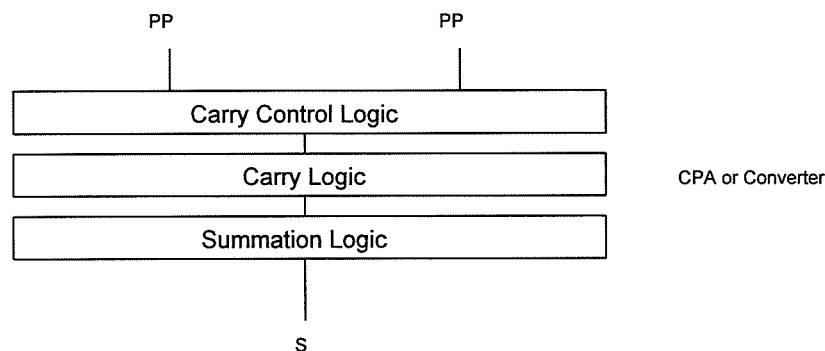 PP PP
Carry Control Logic
Carry Logic
CPA or Converter
Summation Logic
S